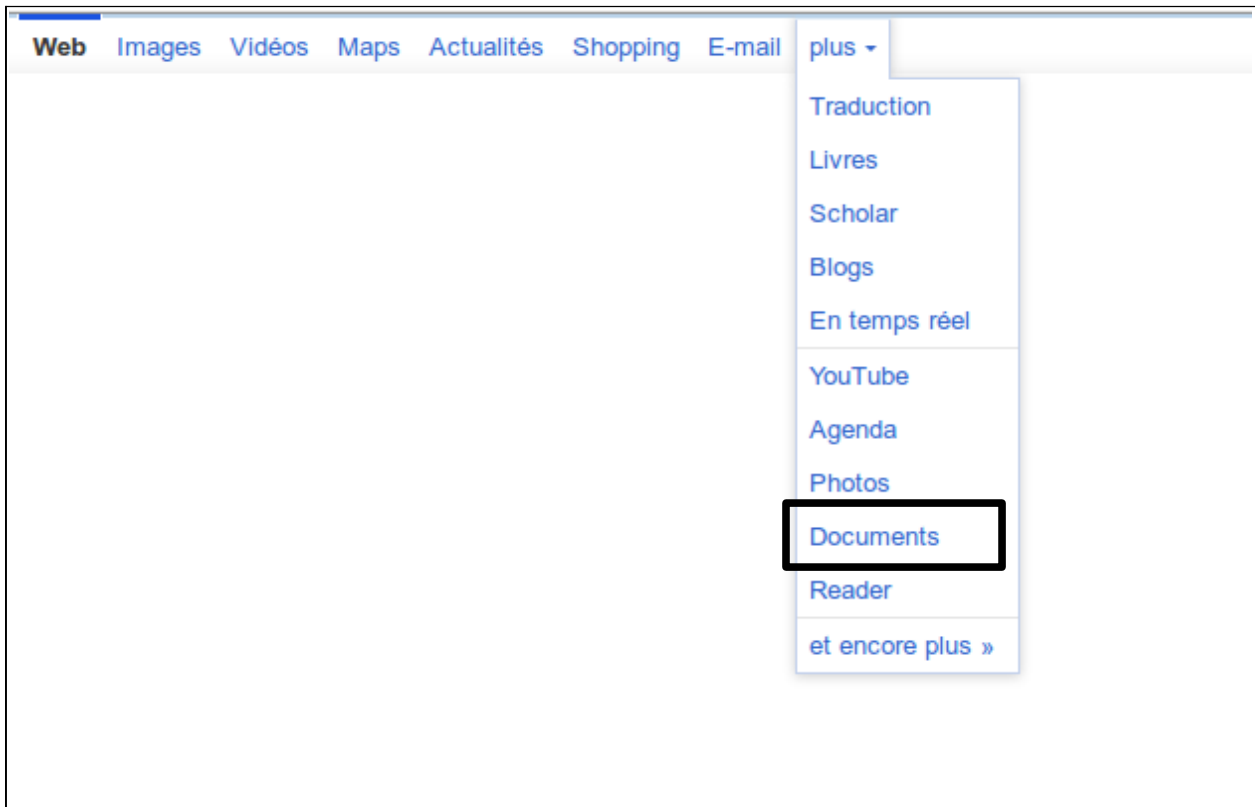 Web Images Vidéos Maps Actualités Shopping E-mail plus
Traduction
Livres
Scholar
Blogs
En temps réel
YouTube
Agenda
Photos
Documents
Reader
et encore plus »